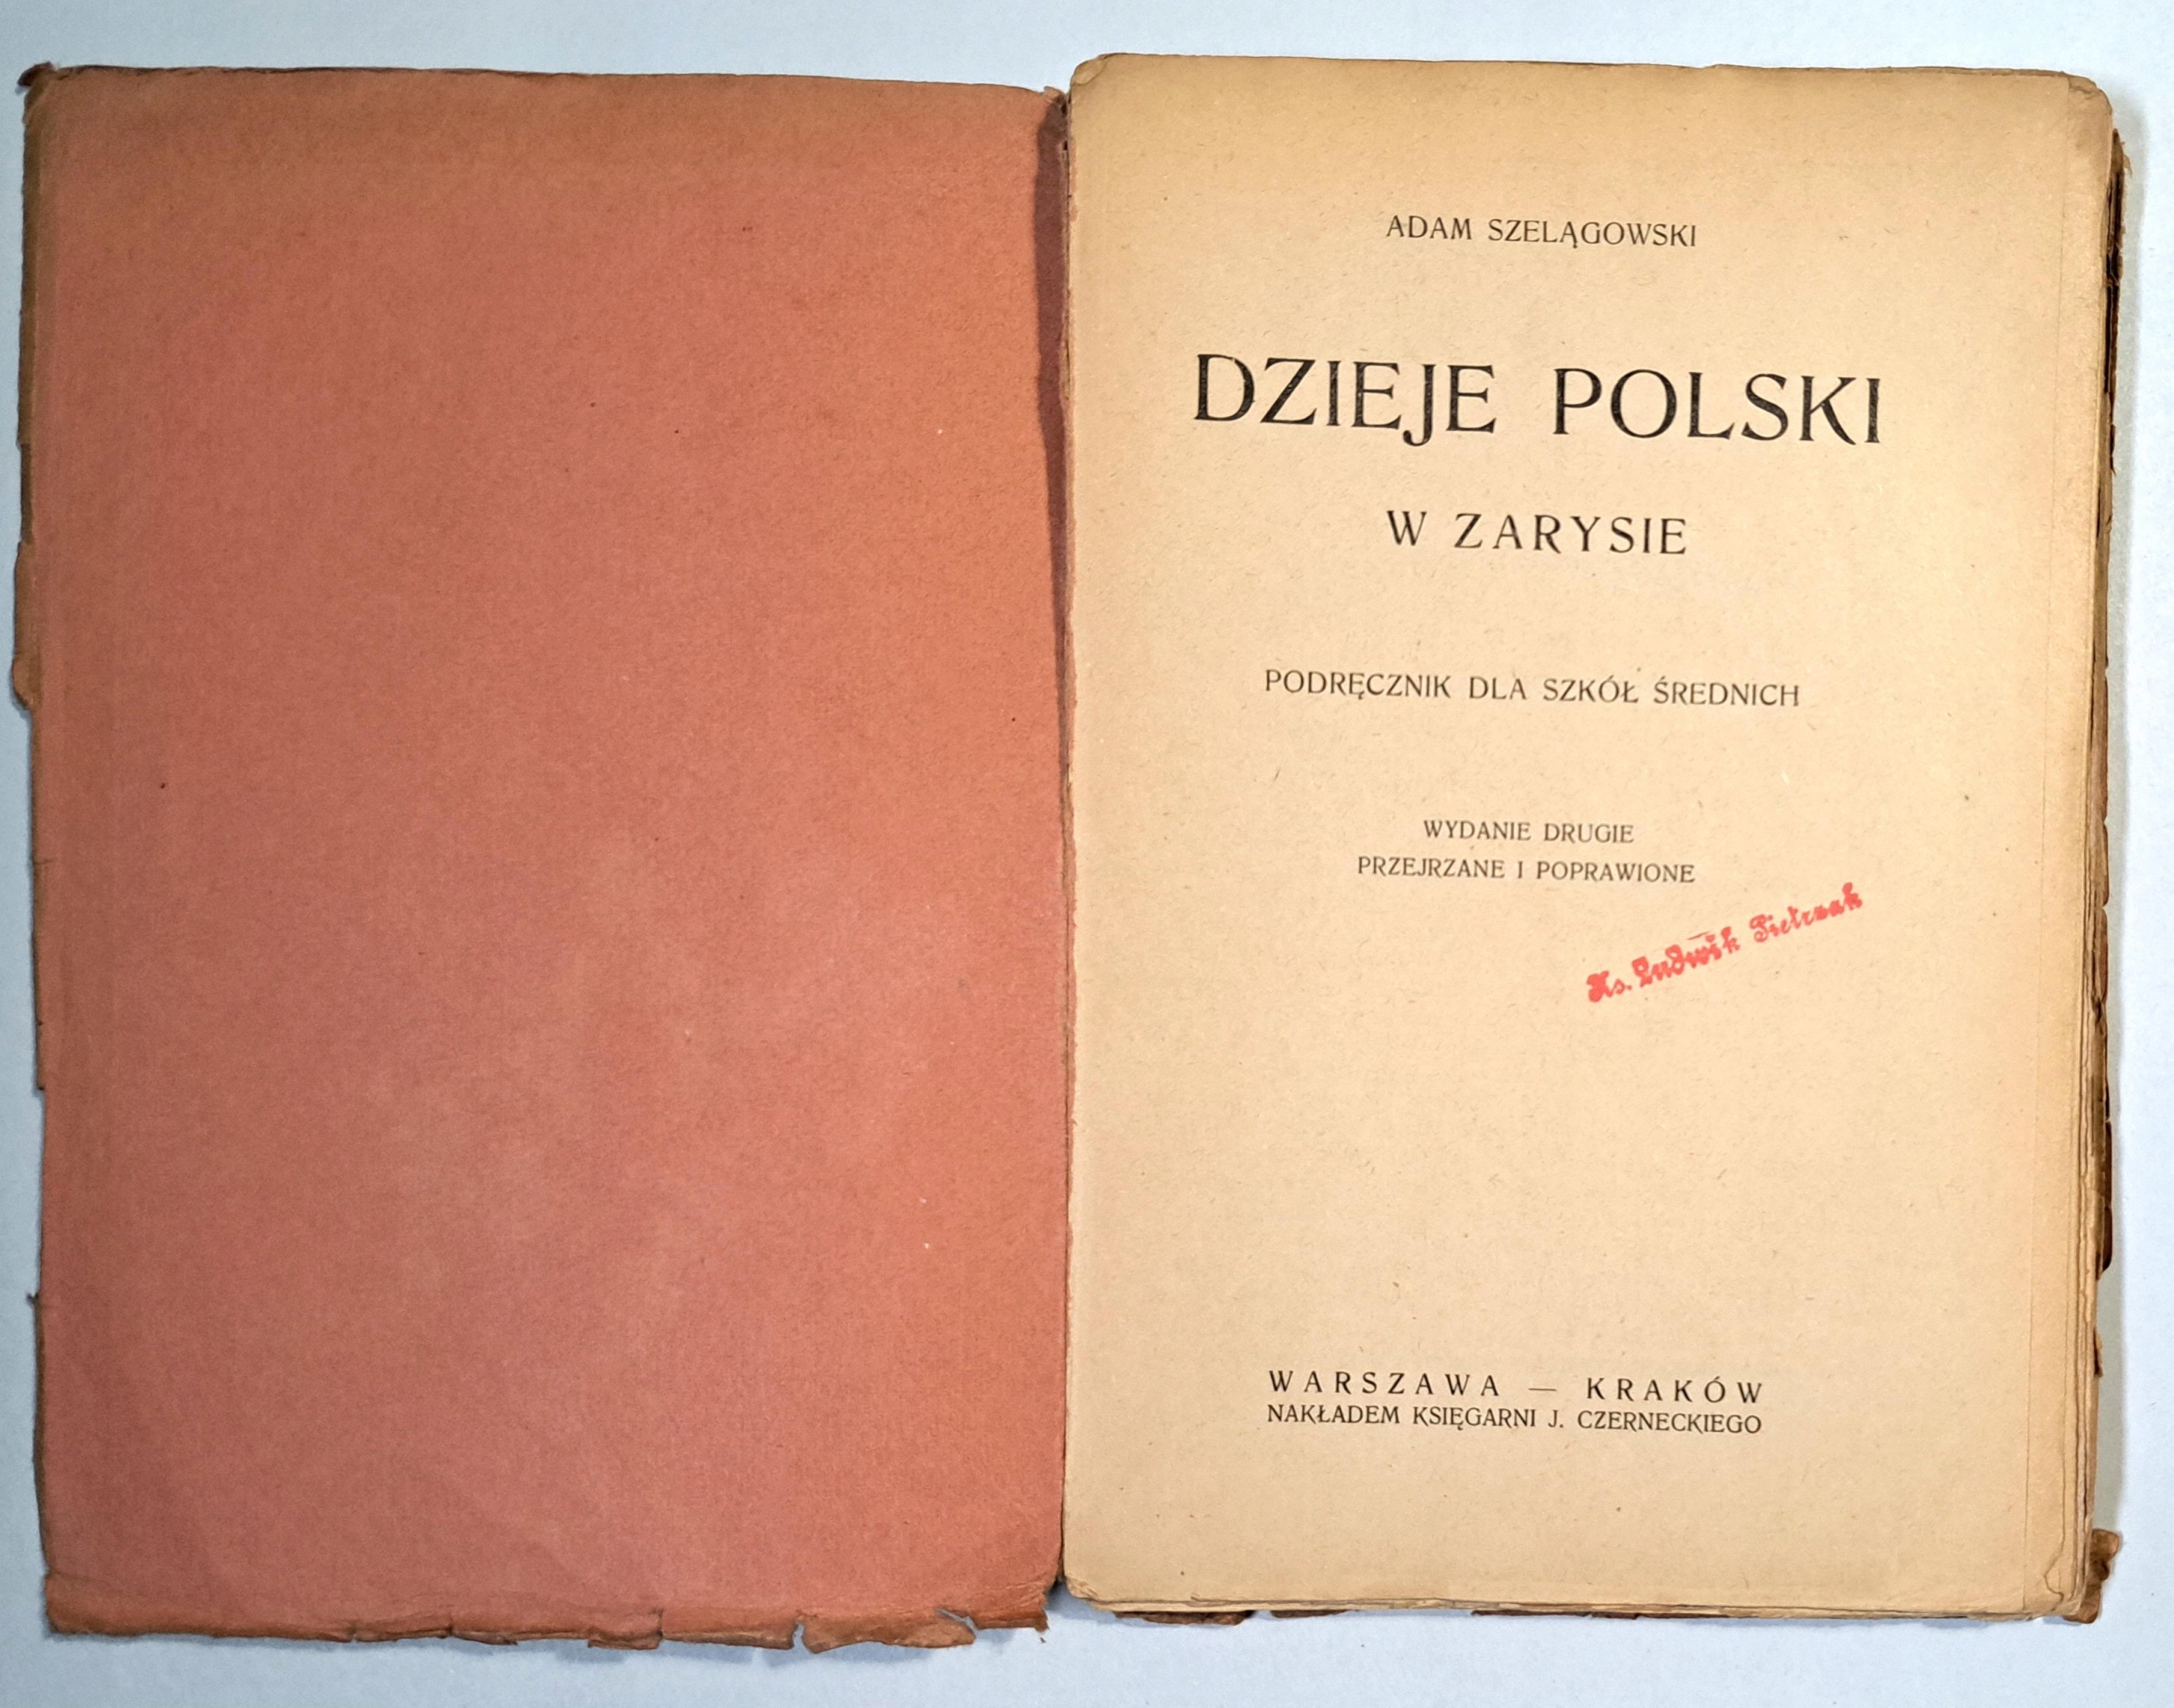 ADAM SZELĄGOWSKI
DZIEJE POLSKI
W ZARYSIE
PODRĘCZNIK DLA SZKÓŁ ŚREDNICH
WYDANIE DRUGIE
PRZEJRZANE I POPRAWIONE
Ks. Ludwik Pietrzak
WARSZAWA — KRAKÓW
NAKŁADEM KSIĘGARNI J. CZERNECKIEGO